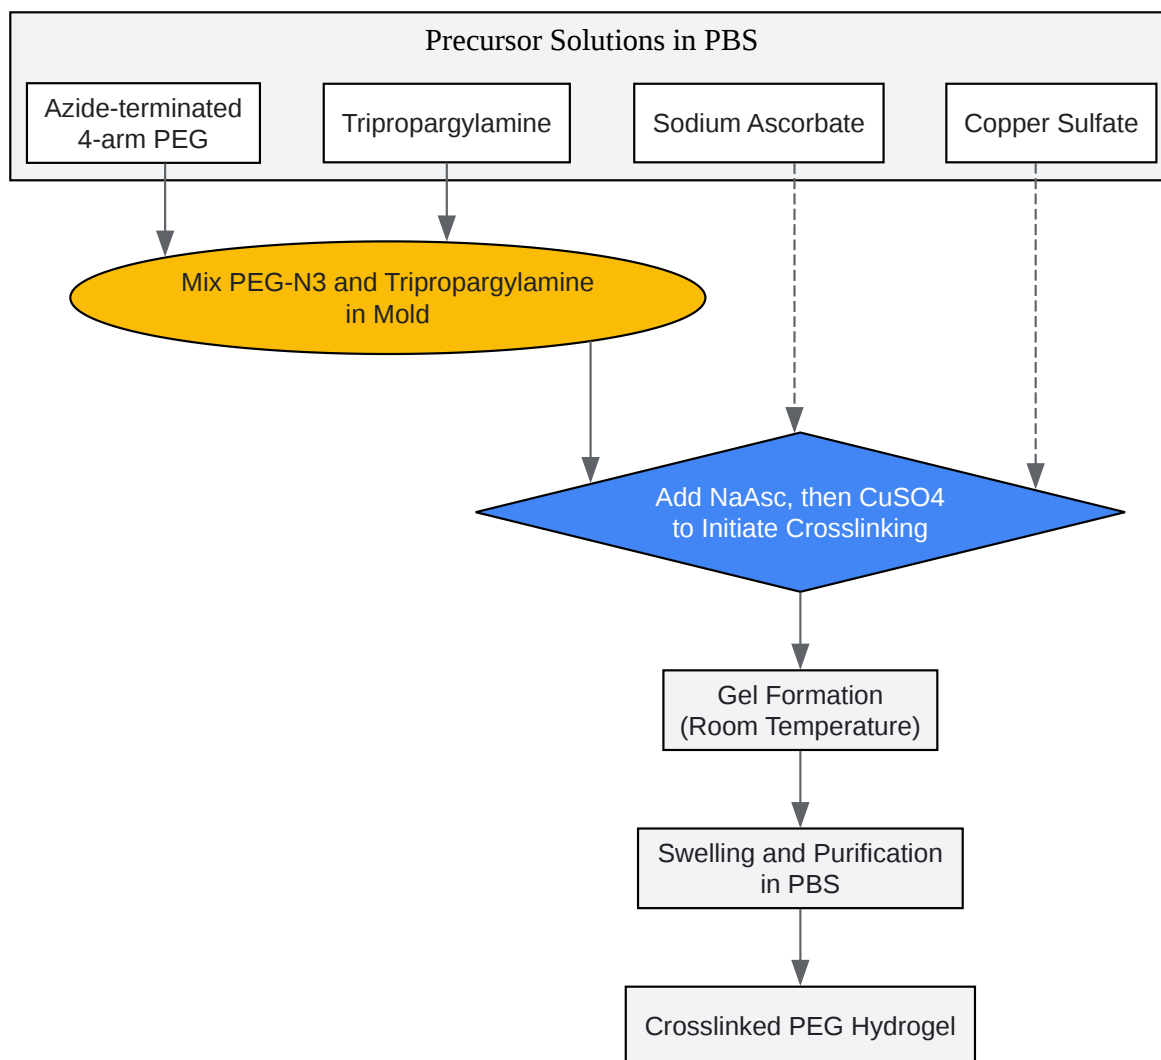 Precursor Solutions in PBS
Azide-terminated
4-arm PEG
Tripropargylamine
Sodium Ascorbate
Copper Sulfate
Mix PEG-N3 and Tripropargylamine
in Mold
Add NaAsc, then CuSO4
to Initiate Crosslinking
Gel Formation
(Room Temperature)
Swelling and Purification
in PBS
Crosslinked PEG Hydrogel